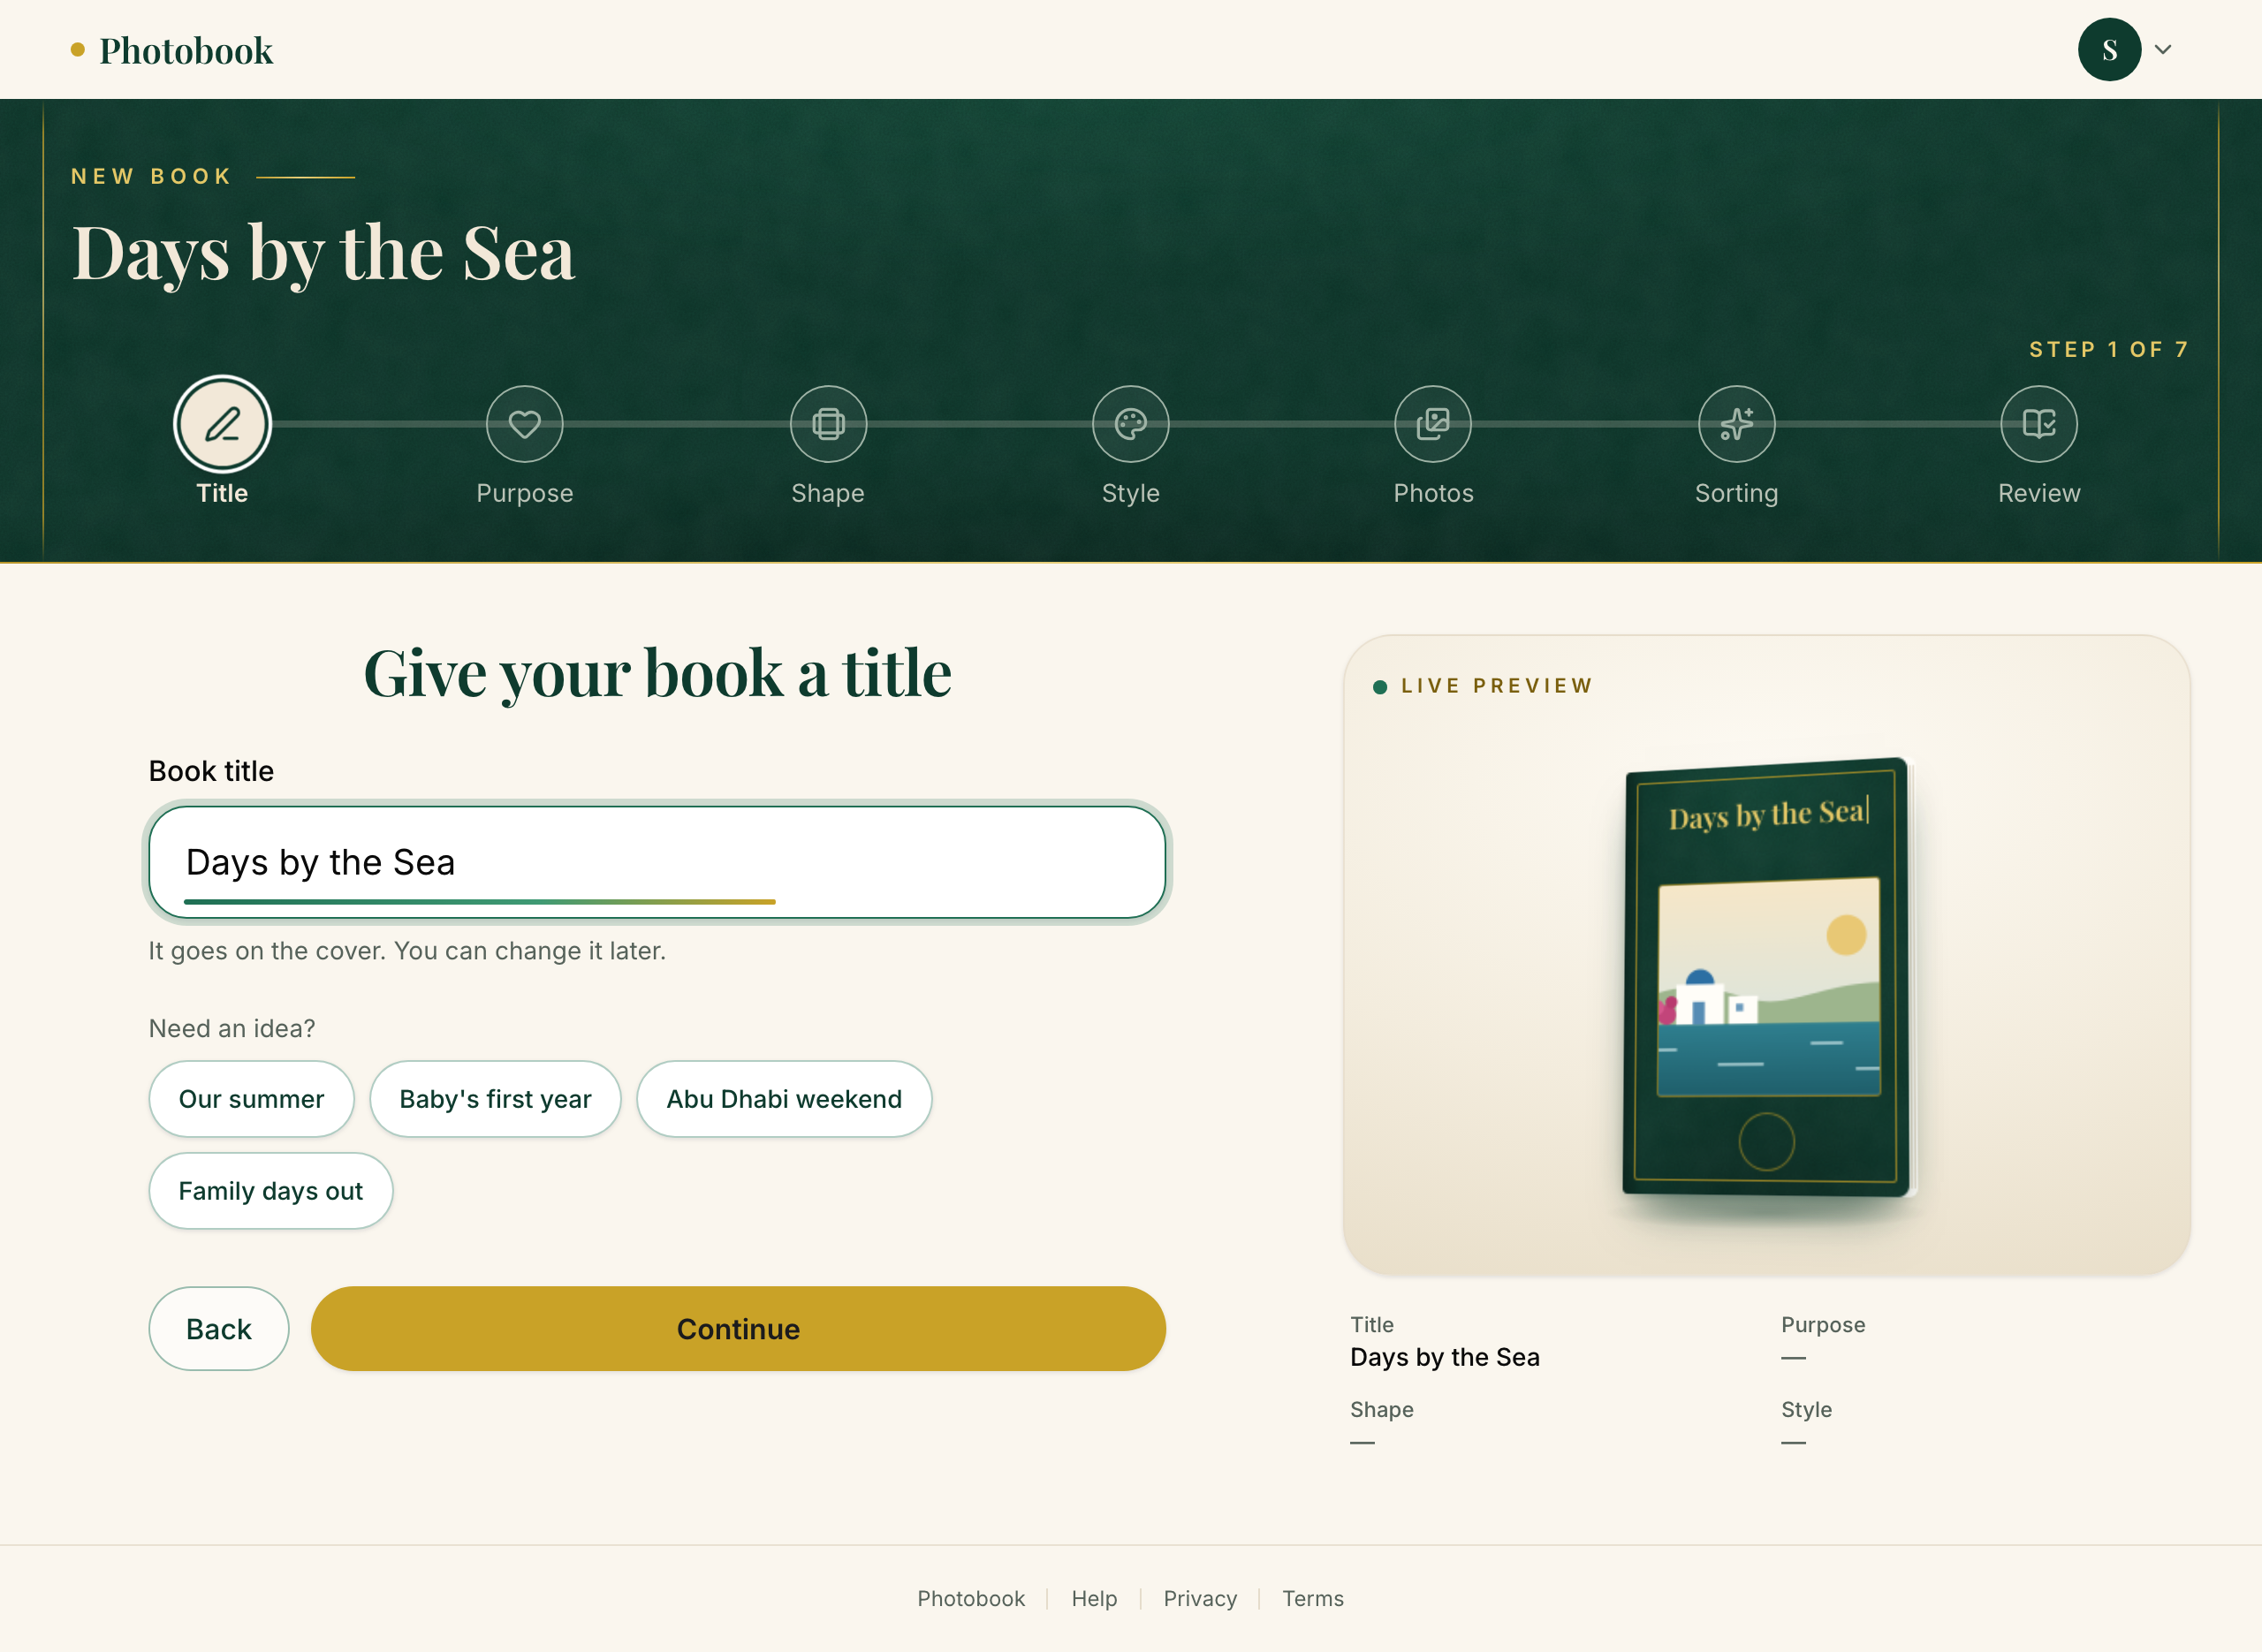 Photobook
S
NEW BOOK
Days by the Sea
STEP 1 OF 7
Title
Purpose
Shape
Style
Photos
Sorting
Review
Give your book a title
Book title
Days by the Sea
It goes on the cover. You can change it later.
Need an idea?
Our summer
Baby's first year
Abu Dhabi weekend
Family days out
Back
Continue
LIVE PREVIEW
Days by the Sea
Title
Days by the Sea
Purpose
—
Shape
—
Style
—
Photobook
Help
Privacy
Terms